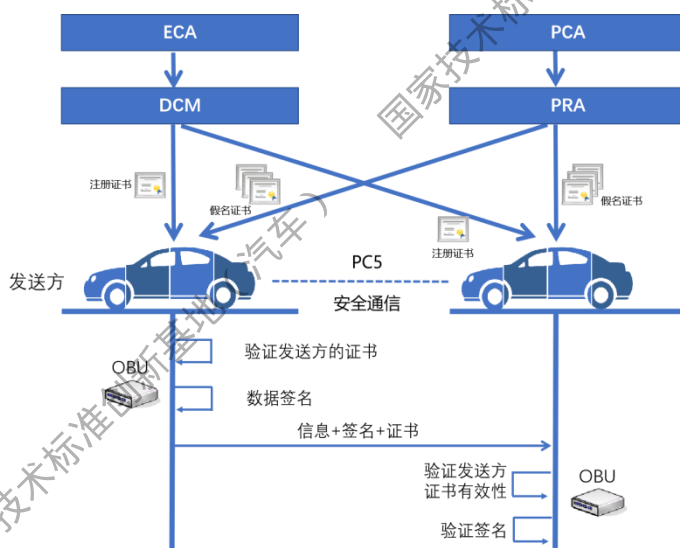 ECA
PCA
DCM
PRA
注册证书
假名证书
假名证书
注册证书
发送方
PC5
安全通信
OBU
验证发送方的证书
数据签名
信息+签名+证书
验证发送方
证书有效性
OBU
验证签名
国家技术标
技术标准创新基地（汽车）